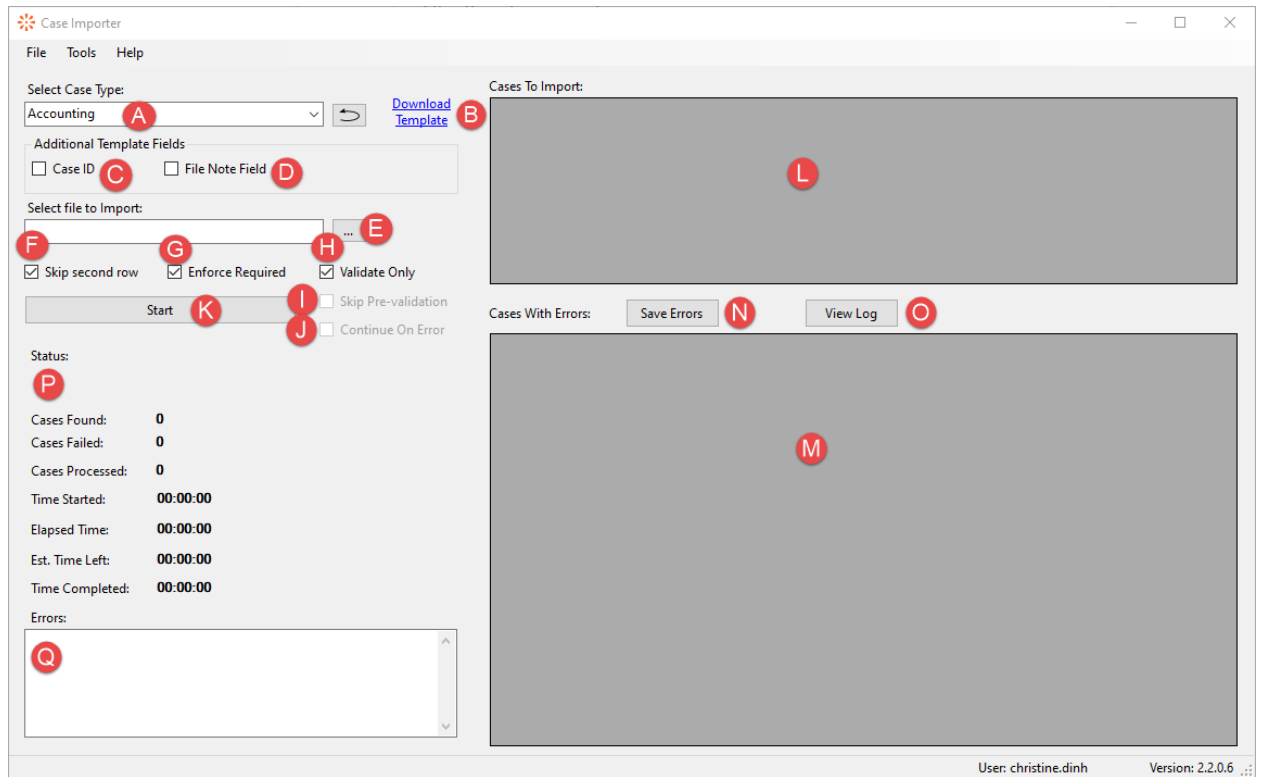 Case Importer
File Tools Help
Select Case Type:
Accounting A
Download
Template B
Additional Template Fields
Case ID C File Note Field D
Select file to Import:
... E
F G H
Skip second row Enforce Required Validate Only
Start K I Skip Pre-validation
J Continue On Error
Status:
P
Cases Found: 0
Cases Failed: 0
Cases Processed: 0
Time Started: 00:00:00
Elapsed Time: 00:00:00
Est. Time Left: 00:00:00
Time Completed: 00:00:00
Errors:
Q
Cases To Import:
L
Cases With Errors: Save Errors N View Log O
M
User: christine.dinh Version: 2.2.0.6